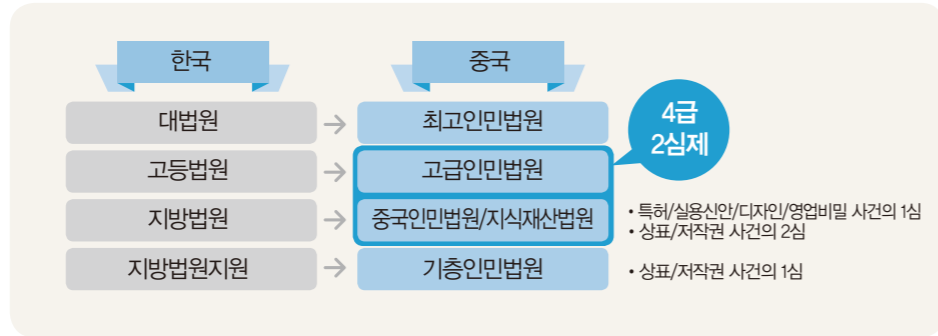 한국
중국
대법원 → 최고인민법원
고등법원 → 고급인민법원
지방법원 → 중국인민법원/지식재산법원
지방법원지원 → 기층인민법원
4급
2심제
• 특허/실용신안/디자인/영업비밀 사건의 1심
• 상표/저작권 사건의 2심
• 상표/저작권 사건의 1심